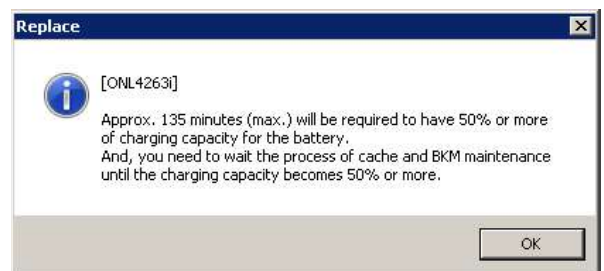 Replace
[ONL4263i]
Approx. 135 minutes (max.) will be required to have 50% or more
of charging capacity for the battery.
And, you need to wait the process of cache and BKM maintenance
until the charging capacity becomes 50% or more.
OK